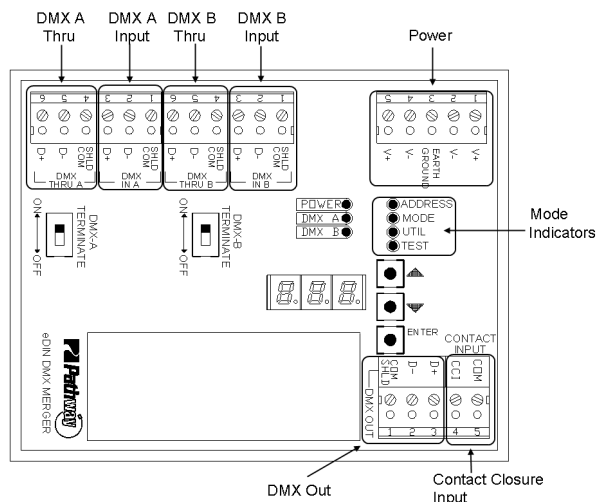 DMX A Thru
DMX A Input
DMX B Thru
DMX B Input
Power
6 5 4 3 2 1 6 5 4 3 2 1
5 4 3 2 1
D+ D- SHLD COM
DMX THRU A
D+ D- SHLD COM
DMX IN A
D+ D- SHLD COM
DMX THRU B
D+ D- SHLD COM
DMX IN B
V+ V- EARTH GROUND V- V+
ON OFF
DMX-A TERMINATE
ON OFF
DMX-B TERMINATE
POWER
DMX A
DMX B
ADDRESS
MODE
UTIL
TEST
Mode Indicators
8. 8. 8.
ENTER
CONTACT INPUT
SHLD COM D- D+
CCI COM
DMX OUT
1 2 3 4 5
Pathway
eDIN DMX MERGER
DMX Out
Contact Closure Input